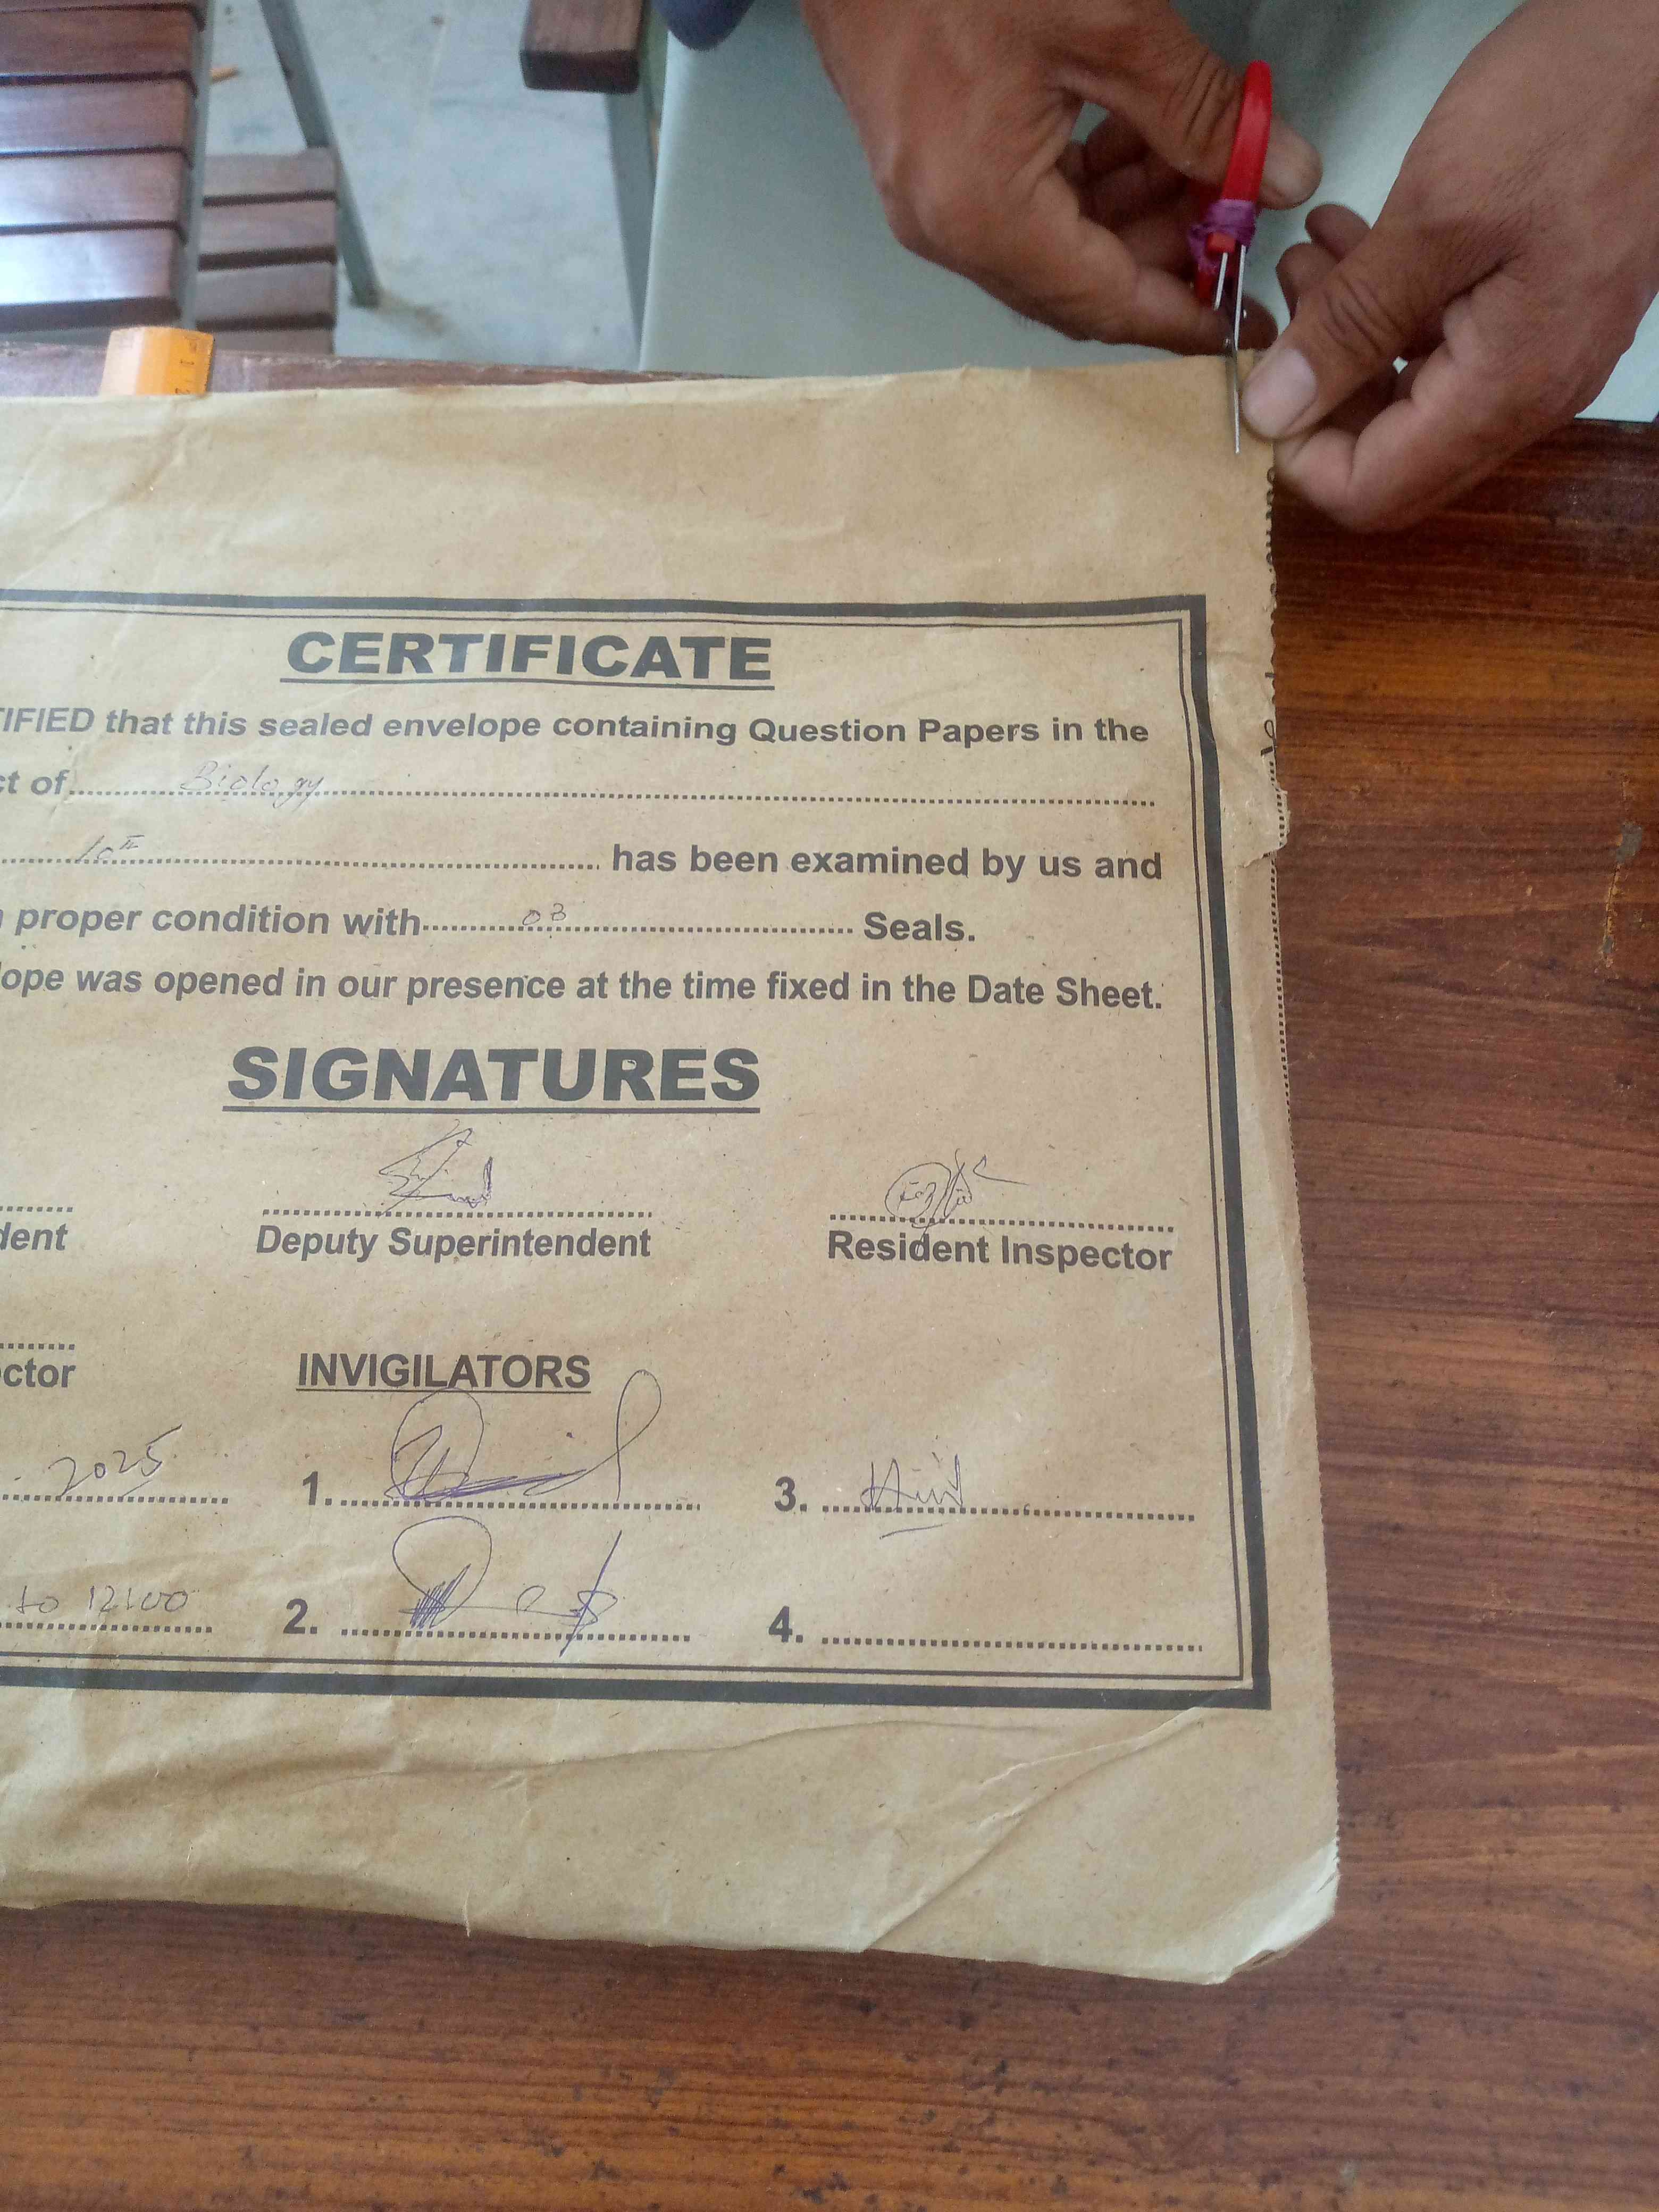 CERTIFICATE
TIFIED that this sealed envelope containing Question Papers in the
ct of Biology
10th has been examined by us and
proper condition with 03 Seals.
lope was opened in our presence at the time fixed in the Date Sheet.
SIGNATURES
dent Deputy Superintendent Resident Inspector
ctor INVIGILATORS
2025 1. 3.
to 12:00 2. 4.